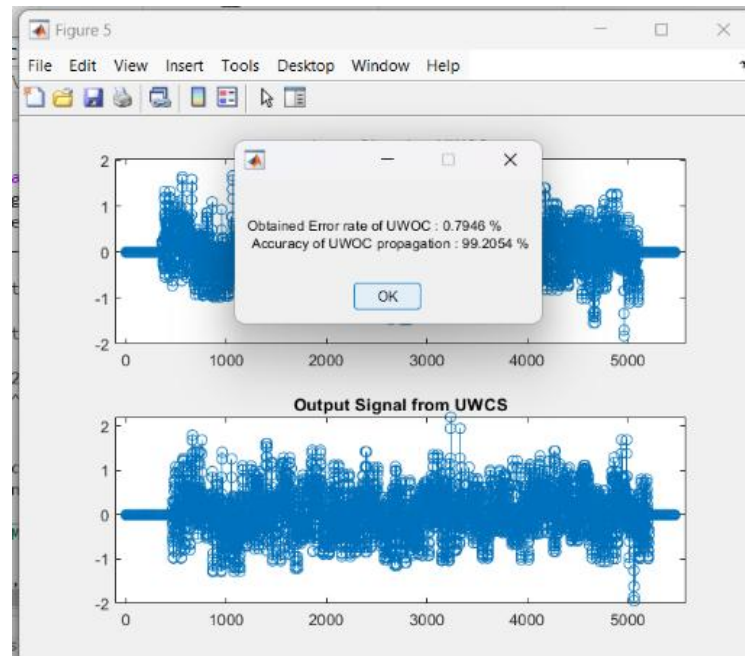 Figure 5
File Edit View Insert Tools Desktop Window Help
2
1
0
-1
-2
0 1000 2000 3000 4000 5000
Obtained Error rate of UWOC : 0.7946 %
Accuracy of UWOC propagation : 99.2054 %
OK
Output Signal from UWCS
2
1
0
-1
-2
0 1000 2000 3000 4000 5000